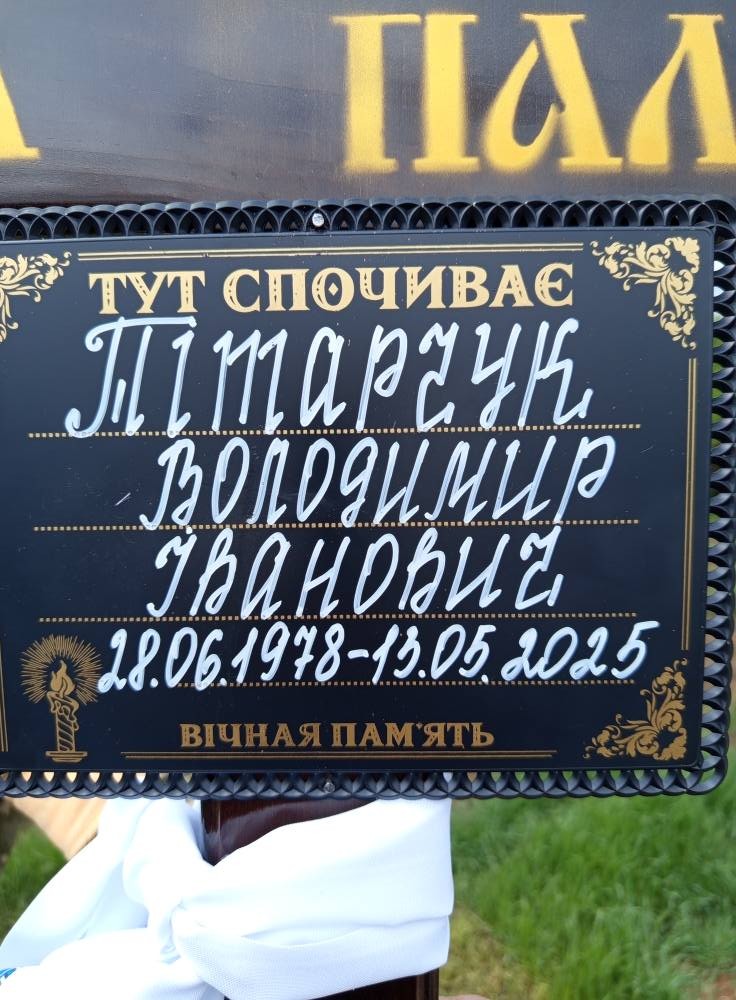 ПАЛ
ТУТ СПОЧИВАЄ
Тітарчук
Володимир
Іванович
28.06.1978-13.05.2025
ВІЧНАЯ ПАМ'ЯТЬ